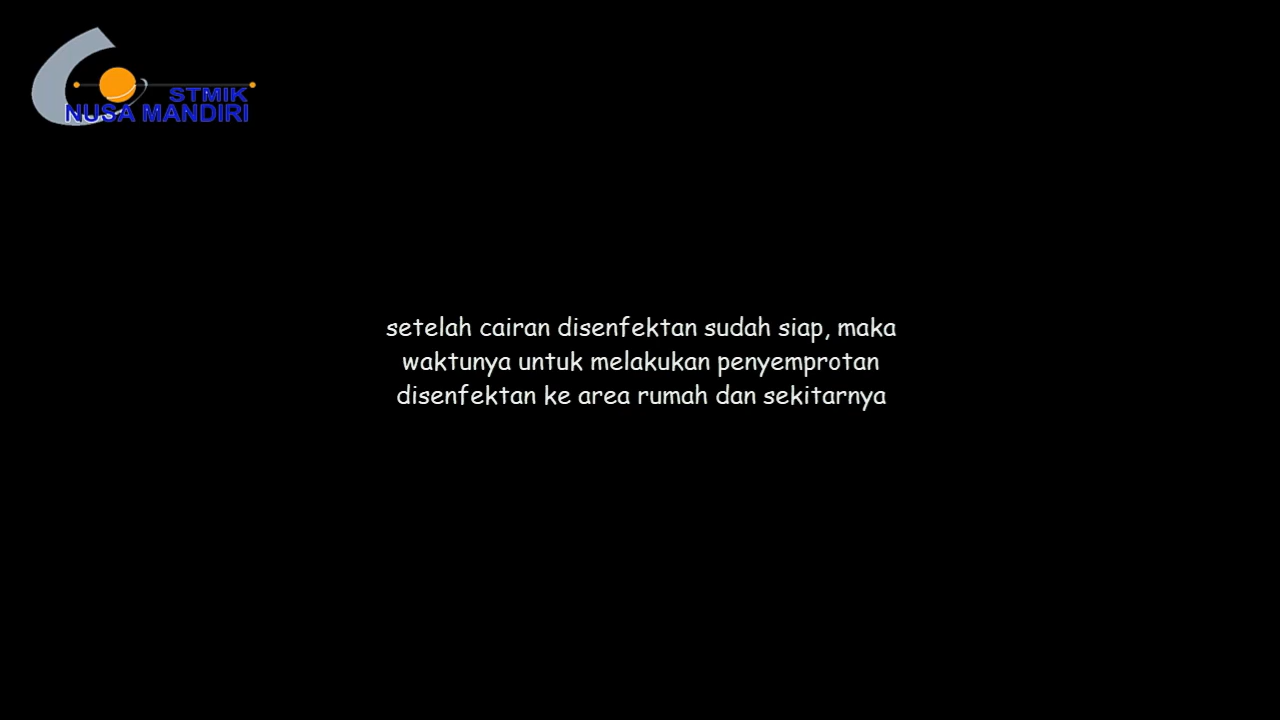 STMIK
NUSA MANDIRI
setelah cairan disenfektan sudah siap, maka
waktunya untuk melakukan penyemprotan
disenfektan ke area rumah dan sekitarnya